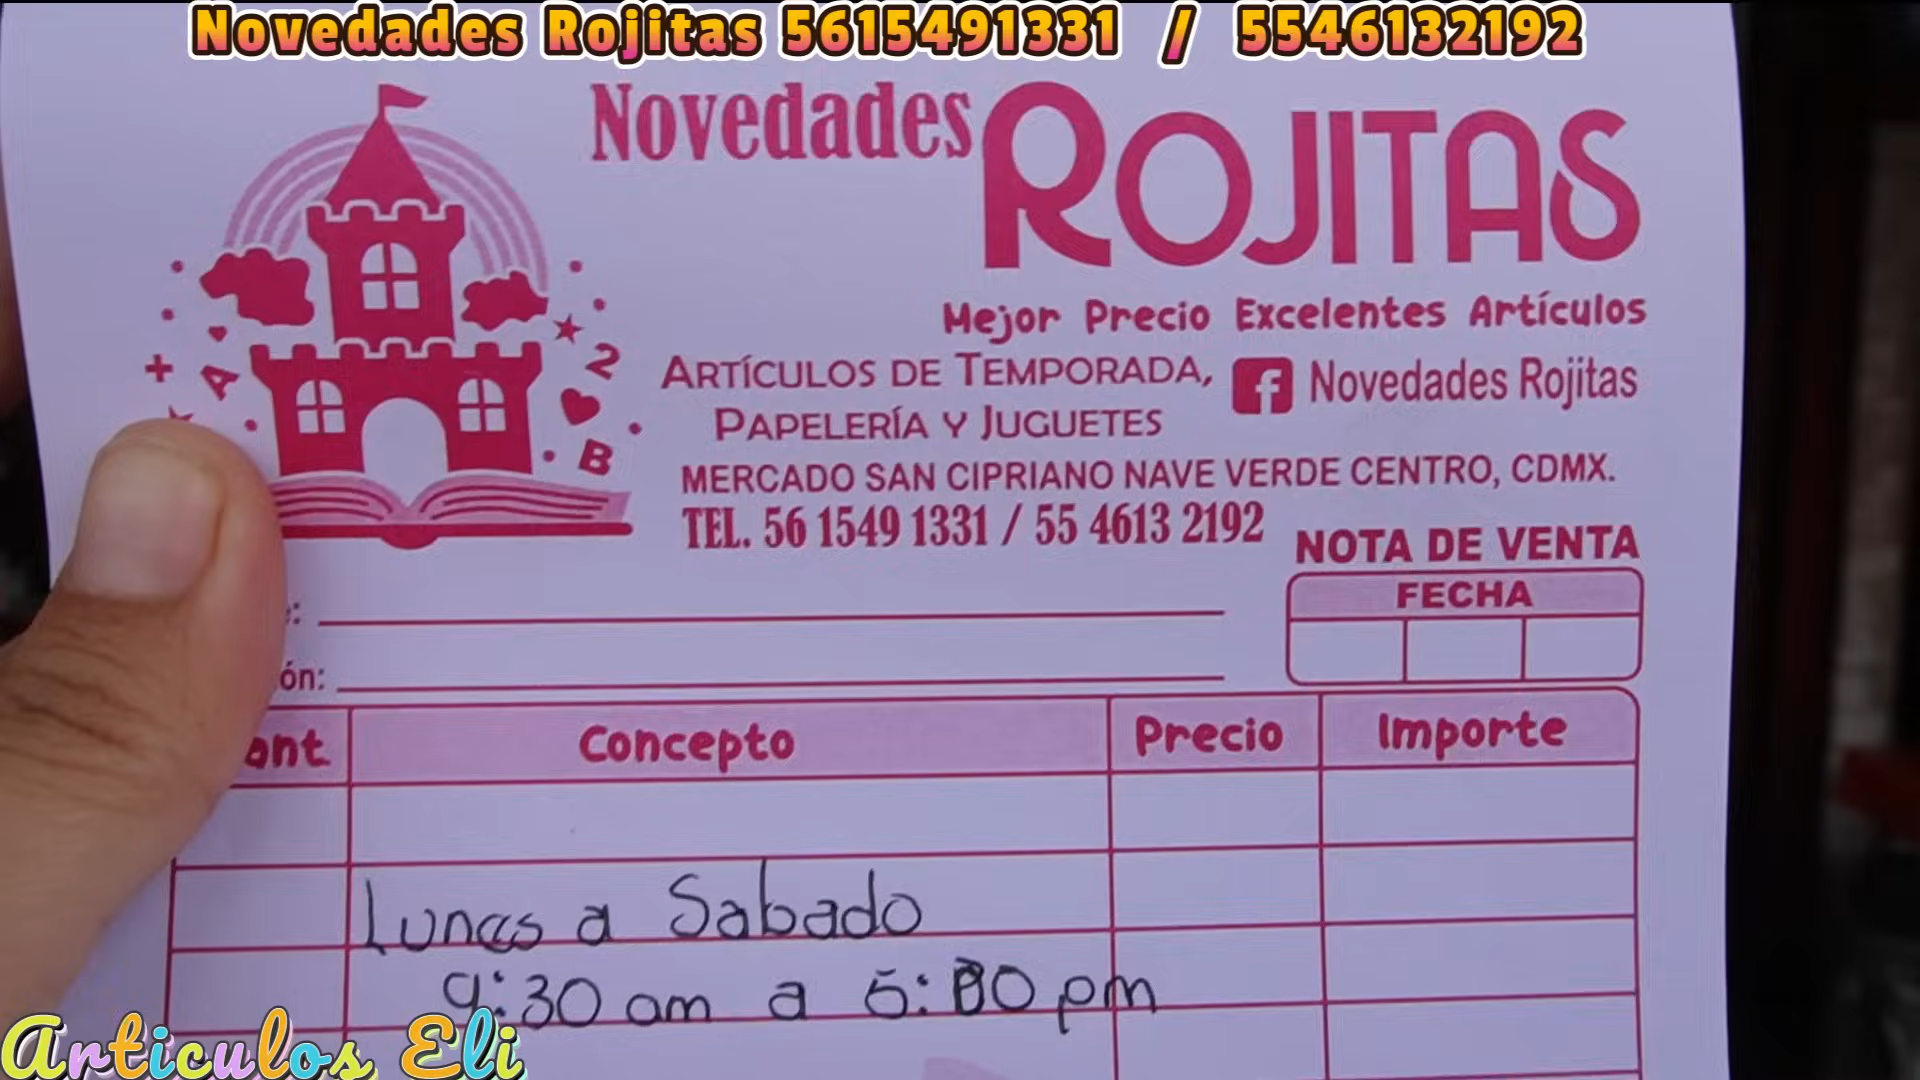 Novedades Rojitas 5615491331 / 5546132192
Novedades ROJITAS
Mejor Precio Excelentes Artículos
ARTÍCULOS DE TEMPORADA,
PAPELERÍA Y JUGUETES
Novedades Rojitas
MERCADO SAN CIPRIANO NAVE VERDE CENTRO, CDMX.
TEL. 56 1549 1331 / 55 4613 2192
NOTA DE VENTA
FECHA
e:
ón:
ant. Concepto Precio Importe
Lunes a Sabado
9:30 am a 5:00 pm
Articulos Eli